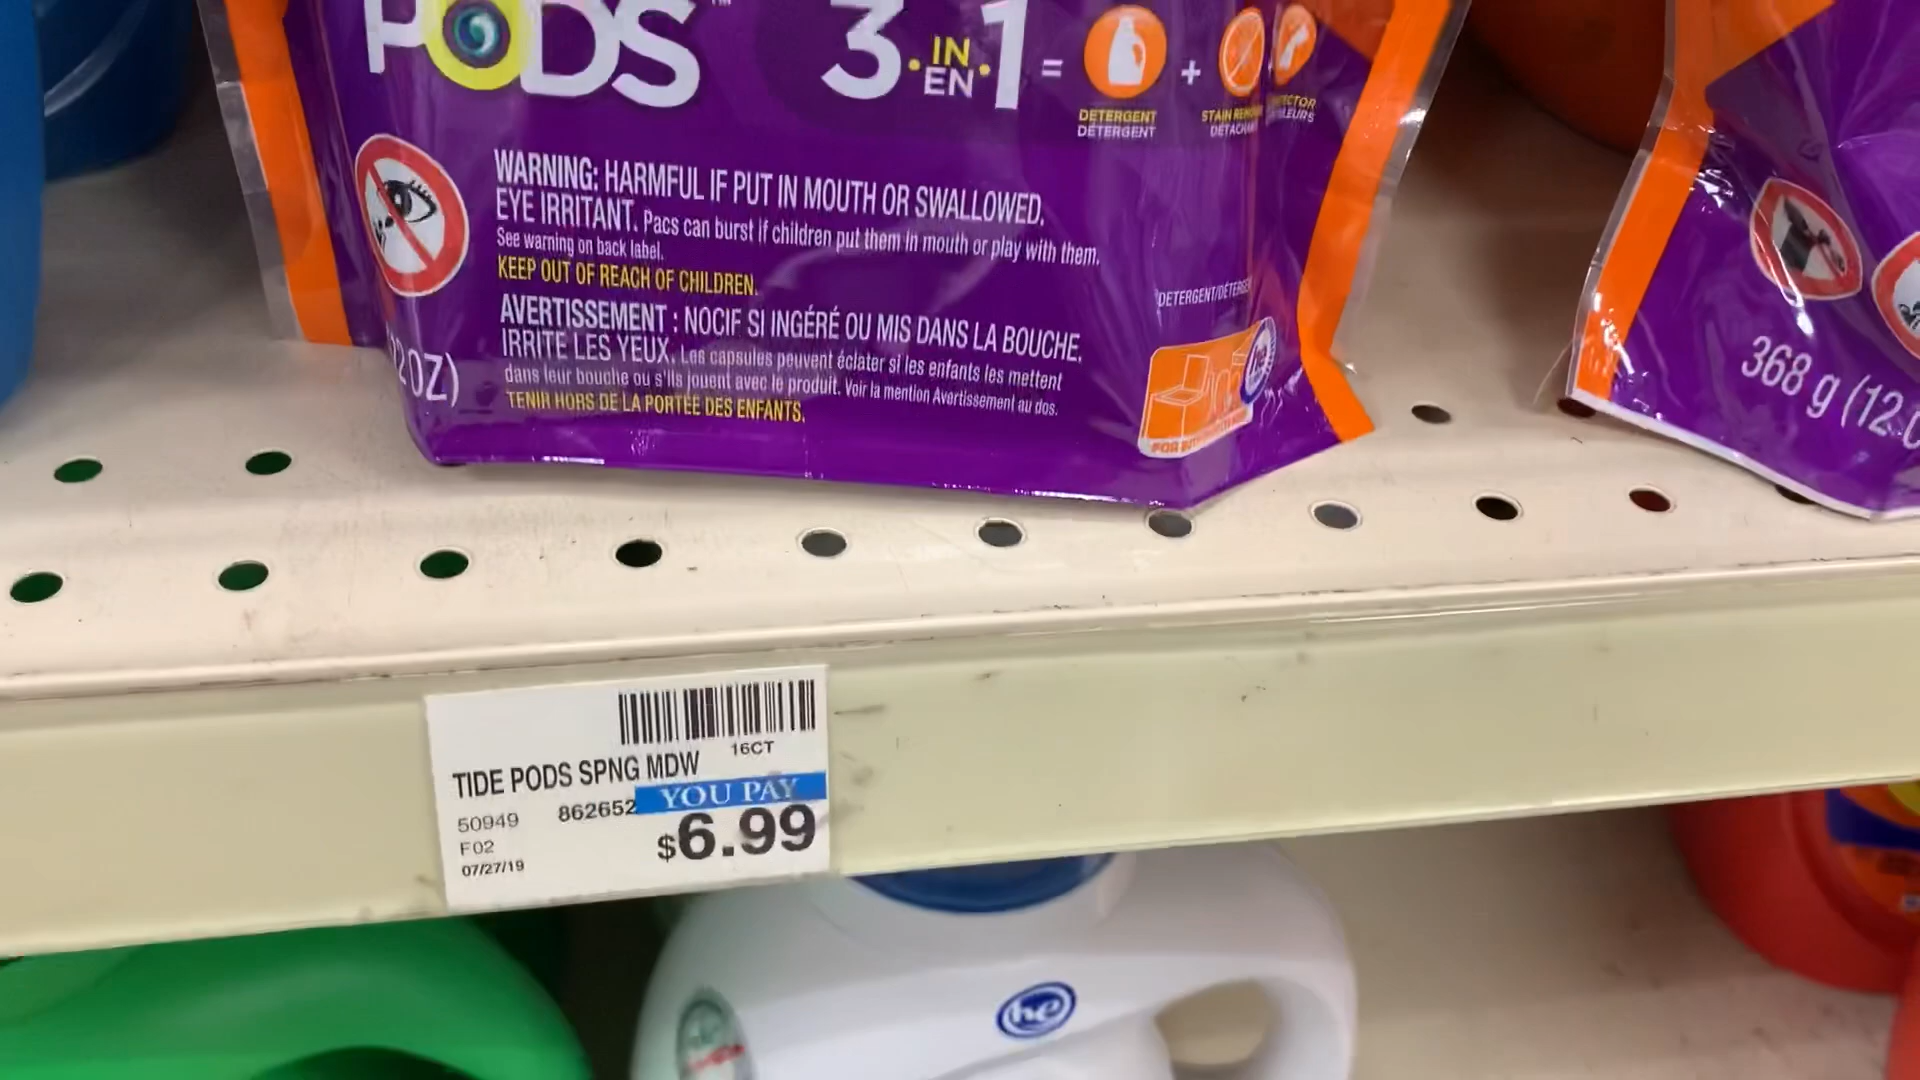 PODS™
3·IN/EN·1 = +
DETERGENT
DÉTERGENT
STAIN
WARNING: HARMFUL IF PUT IN MOUTH OR SWALLOWED.
EYE IRRITANT. Pacs can burst if children put them in mouth or play with them.
See warning on back label.
KEEP OUT OF REACH OF CHILDREN.
AVERTISSEMENT : NOCIF SI INGÉRÉ OU MIS DANS LA BOUCHE.
IRRITE LES YEUX. Les capsules peuvent éclater si les enfants les mettent
dans leur bouche ou s'ils jouent avec le produit. Voir la mention Avertissement au dos.
TENIR HORS DE LA PORTÉE DES ENFANTS.
OZ)
DETERGENT
368 g (12
16CT
TIDE PODS SPNG MDW
YOU PAY
50949
862652
$6.99
F02
07/27/19
he